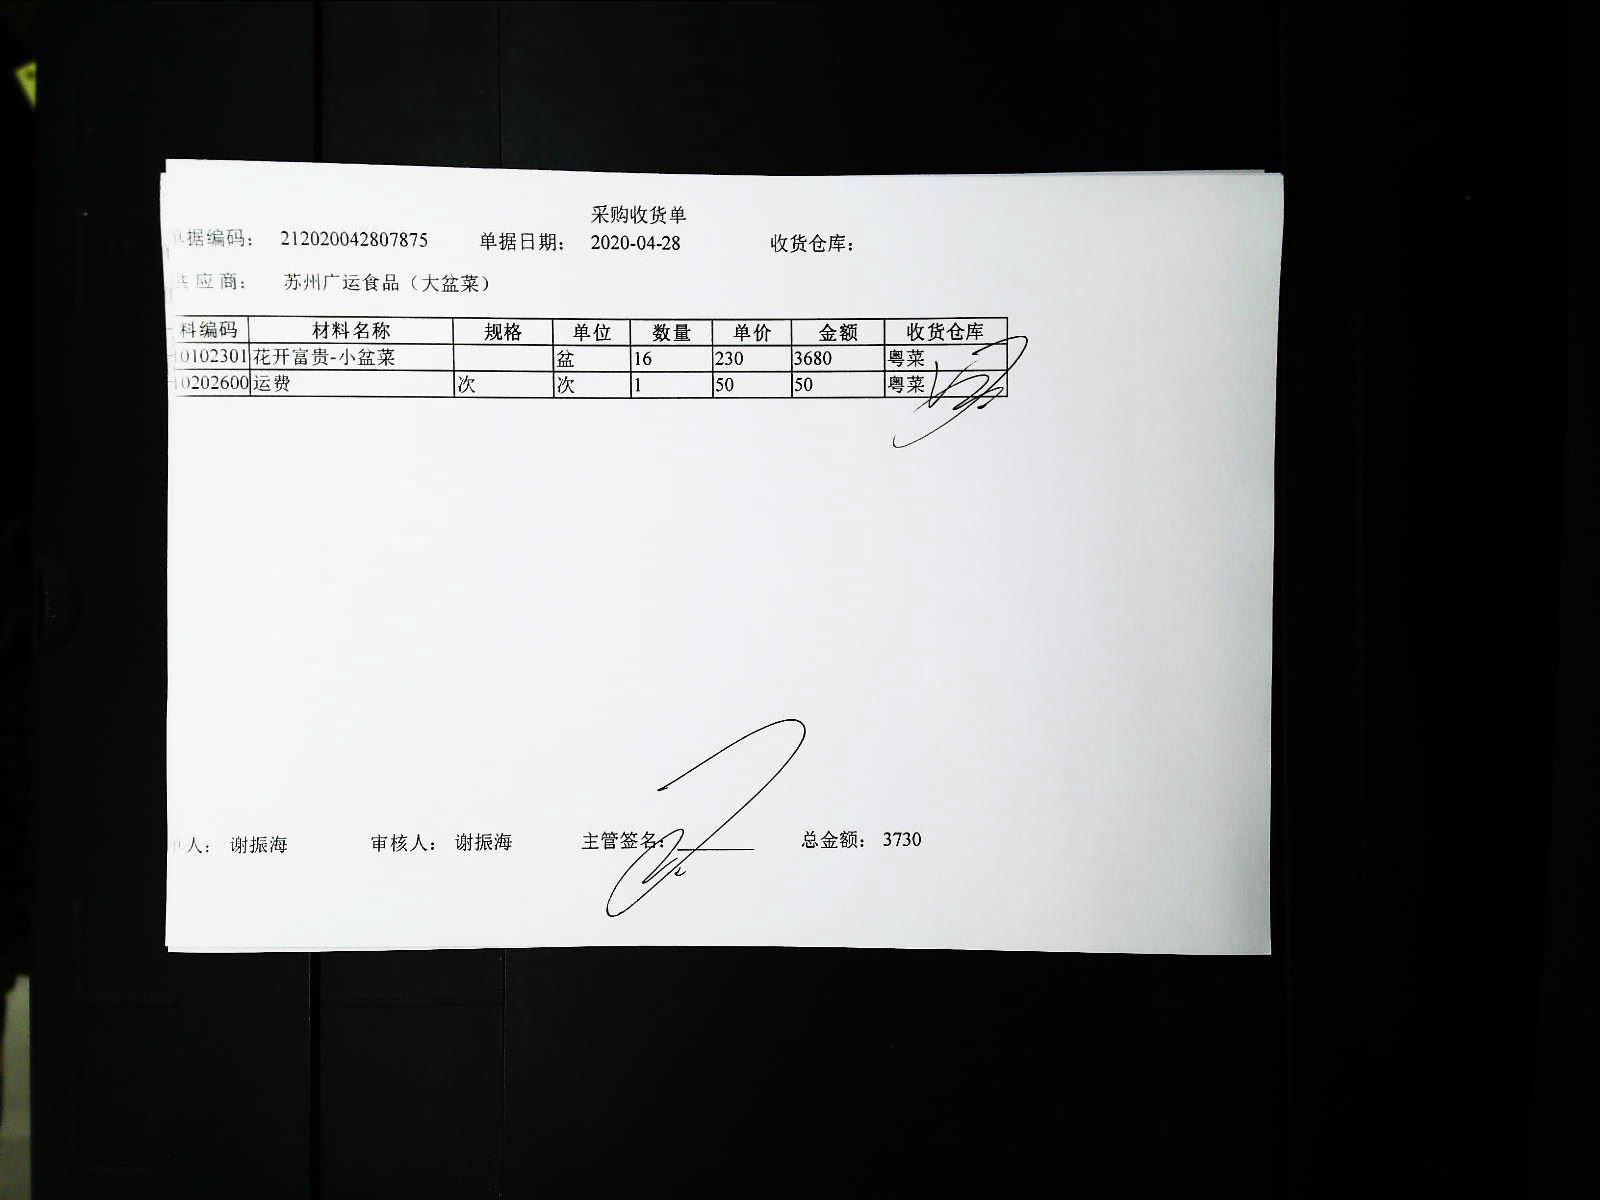 采购收货单
单据编码： 212020042807875 单据日期： 2020-04-28 收货仓库：
供应商： 苏州广运食品（大盆菜）
料编码 材料名称 规格 单位 数量 单价 金额 收货仓库
10102301 花开富贵-小盆菜 盆 16 230 3680 粤菜
10202600 运费 次 次 1 50 50 粤菜
人： 谢振海 审核人： 谢振海 主管签名： 总金额： 3730